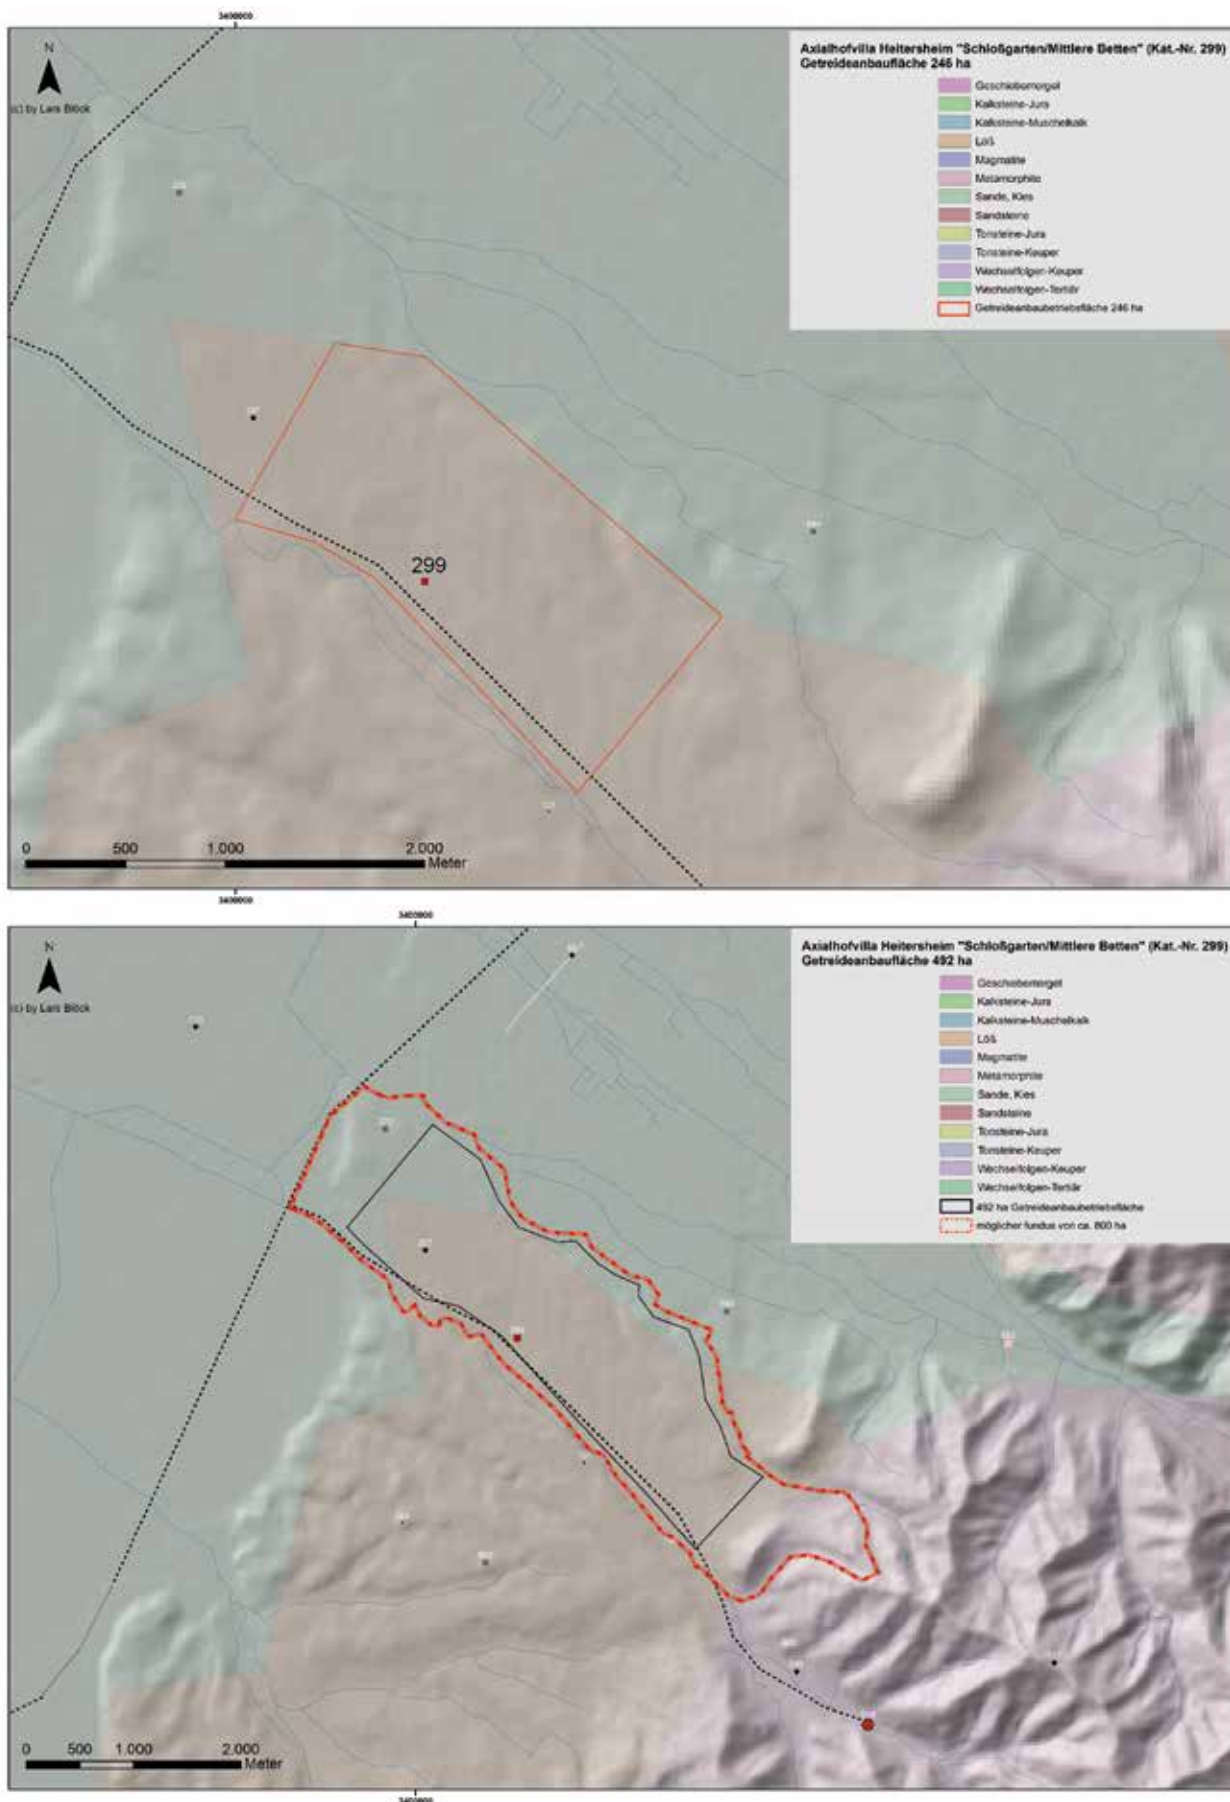 3400000
N
(c) by Lars Blöck
Axialhofvilla Heitersheim "Schloßgarten/Mittlere Betten" (Kat.-Nr. 299)
Getreideanbaufläche 246 ha
Geschiebemergel
Kalksteine-Jura
Kalksteine-Muschelkalk
Löß
Magmatite
Metamorphite
Sande, Kies
Sandsteine
Tonsteine-Jura
Tonsteine-Keuper
Wechselfolgen-Keuper
Wechselfolgen-Tertiär
Getreideanbaubetriebsfläche 246 ha
299
0 500 1.000 2.000
Meter
3400000
3400000
N
(c) by Lars Blöck
Axialhofvilla Heitersheim "Schloßgarten/Mittlere Betten" (Kat.-Nr. 299)
Getreideanbaufläche 492 ha
Geschiebemergel
Kalksteine-Jura
Kalksteine-Muschelkalk
Löß
Magmatite
Metamorphite
Sande, Kies
Sandsteine
Tonsteine-Jura
Tonsteine-Keuper
Wechselfolgen-Keuper
Wechselfolgen-Tertiär
492 ha Getreideanbaubetriebsfläche
möglicher fundus von ca. 800 ha
0 500 1.000 2.000
Meter
3400000